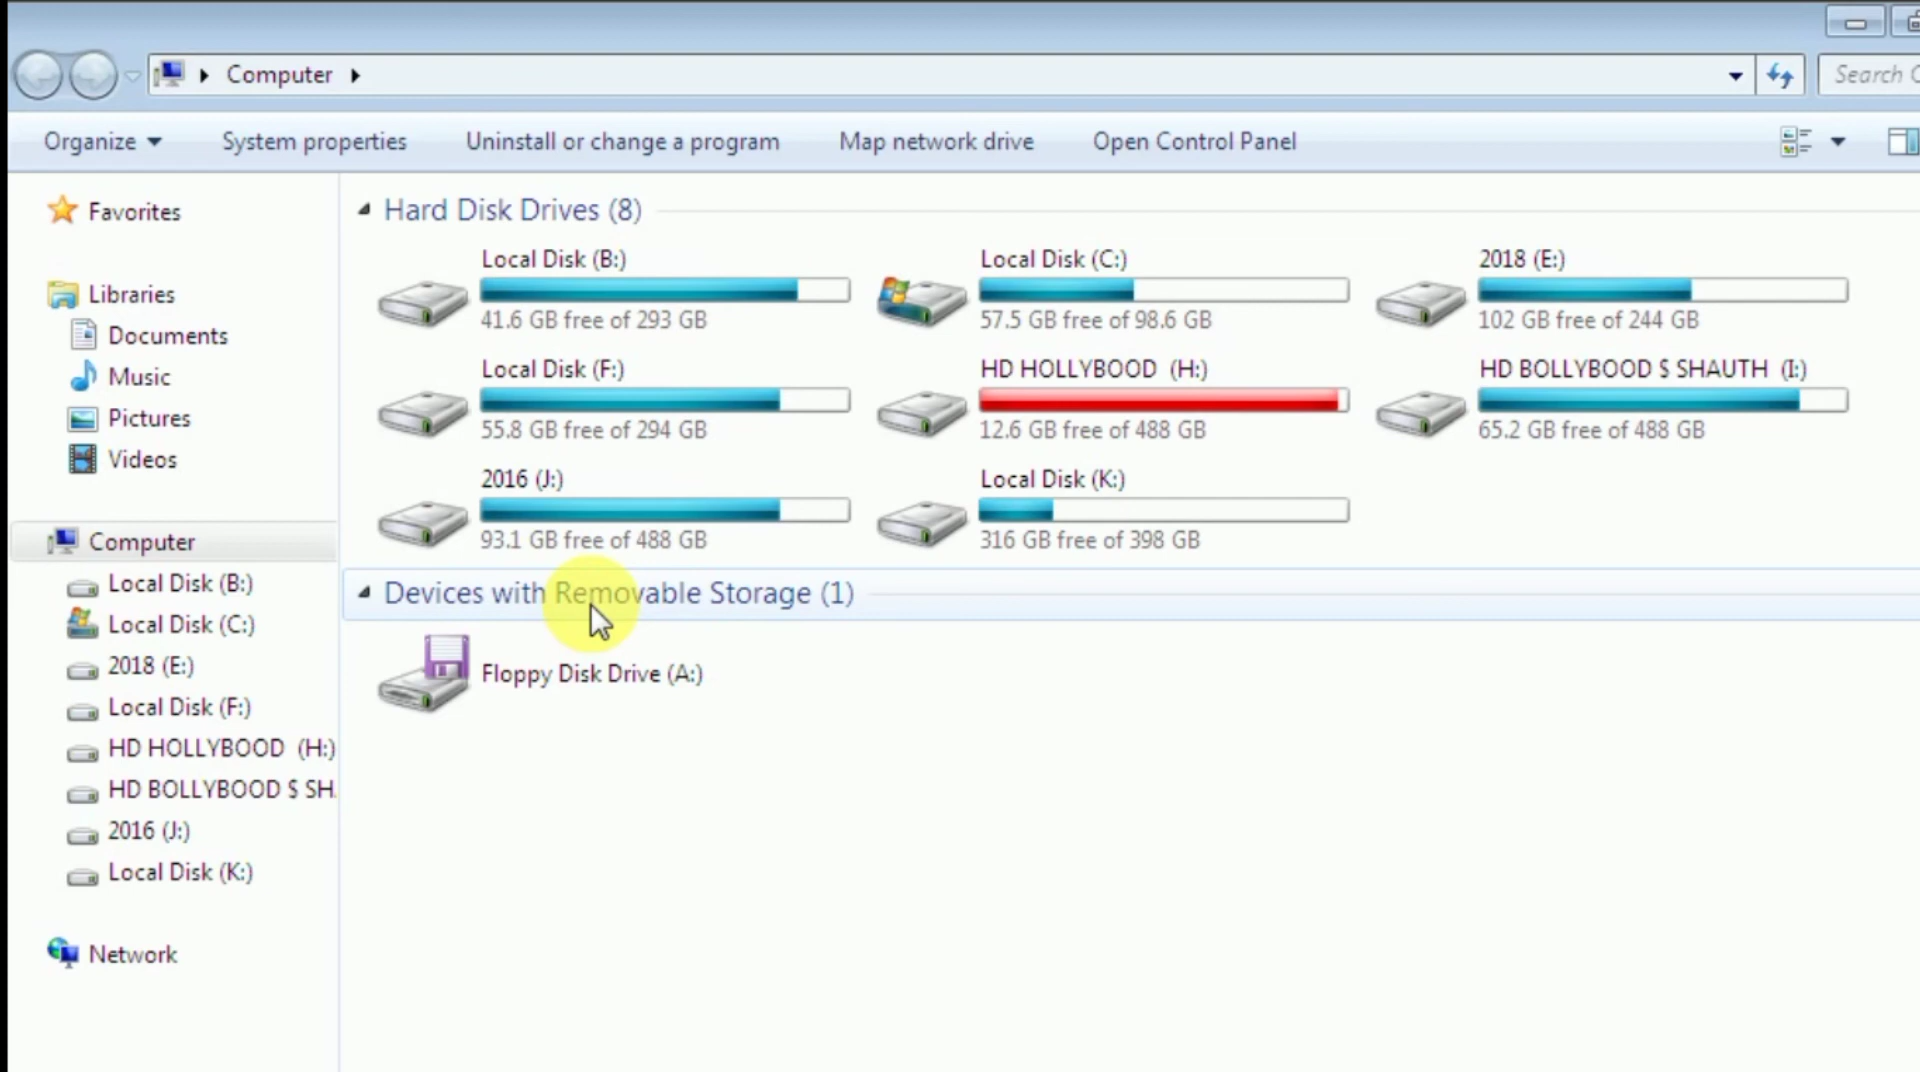 Computer
Search
Organize
System properties
Uninstall or change a program
Map network drive
Open Control Panel
Favorites
Libraries
Documents
Music
Pictures
Videos
Computer
Local Disk (B:)
Local Disk (C:)
2018 (E:)
Local Disk (F:)
HD HOLLYBOOD (H:)
HD BOLLYBOOD $ SH
2016 (J:)
Local Disk (K:)
Network
Hard Disk Drives (8)
Local Disk (B:)
41.6 GB free of 293 GB
Local Disk (C:)
57.5 GB free of 98.6 GB
2018 (E:)
102 GB free of 244 GB
Local Disk (F:)
55.8 GB free of 294 GB
HD HOLLYBOOD (H:)
12.6 GB free of 488 GB
HD BOLLYBOOD $ SHAUTH (I:)
65.2 GB free of 488 GB
2016 (J:)
93.1 GB free of 488 GB
Local Disk (K:)
316 GB free of 398 GB
Devices with Removable Storage (1)
Floppy Disk Drive (A:)